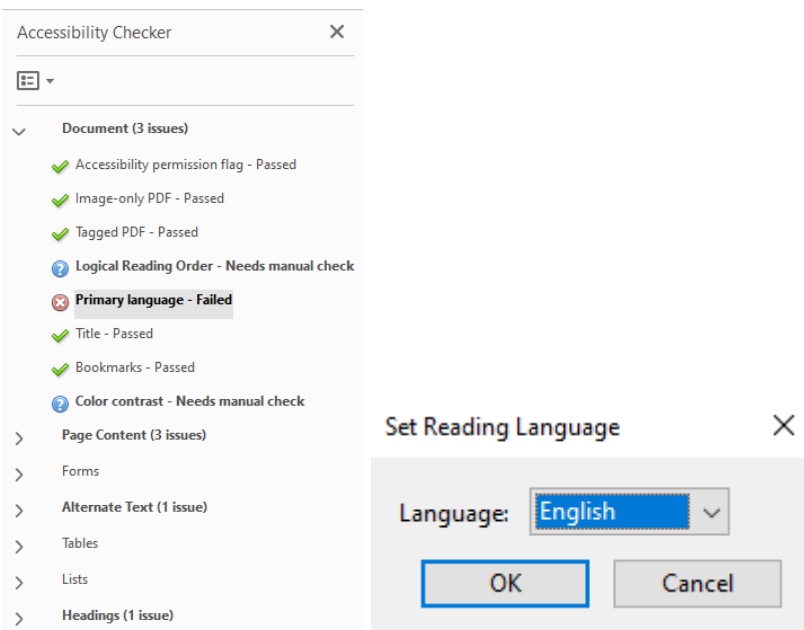 Accessibility Checker
Document (3 issues)
Accessibility permission flag - Passed
Image-only PDF - Passed
Tagged PDF - Passed
Logical Reading Order - Needs manual check
Primary language - Failed
Title - Passed
Bookmarks - Passed
Color contrast - Needs manual check
Page Content (3 issues)
Forms
Alternate Text (1 issue)
Tables
Lists
Headings (1 issue)
Set Reading Language
Language: English
OK Cancel